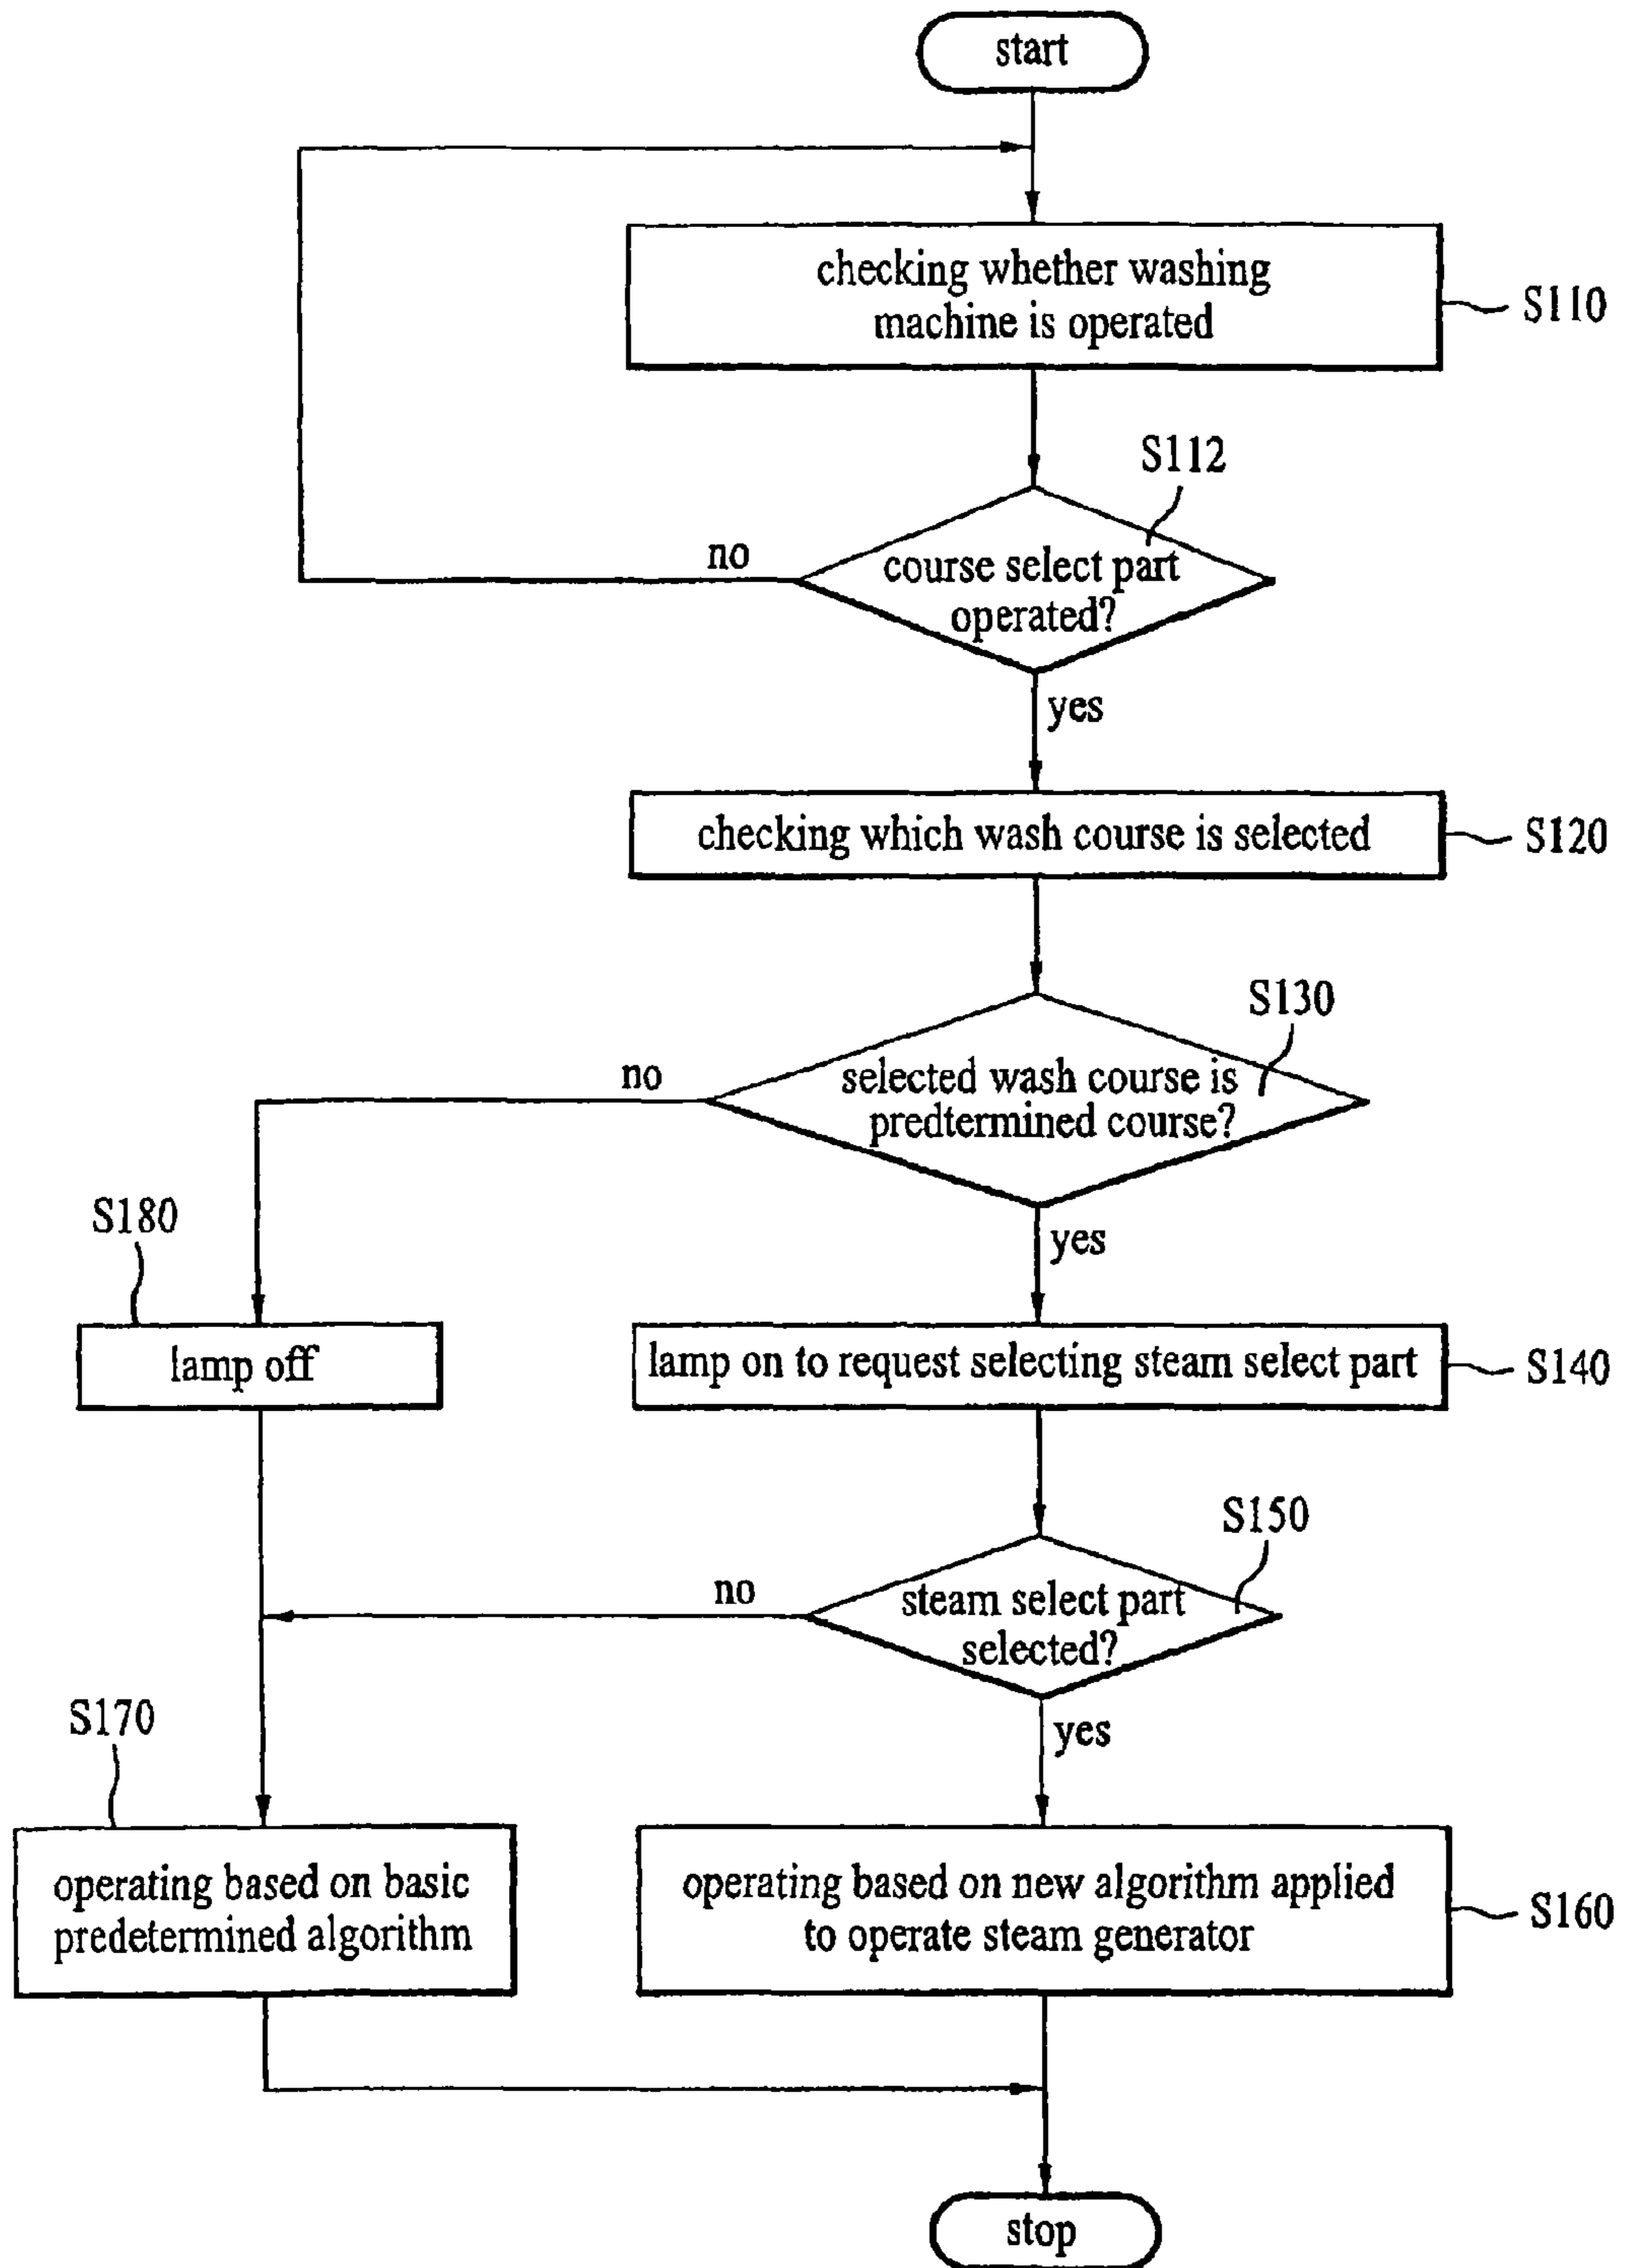 start
checking whether washing
machine is operated
S110
S112
no
course select part
operated?
yes
checking which wash course is selected
S120
S130
no
selected wash course is
predtermined course?
yes
S180
lamp off
lamp on to request selecting steam select part
S140
S150
no
steam select part
selected?
yes
S170
operating based on basic
predetermined algorithm
operating based on new algorithm applied
to operate steam generator
S160
stop